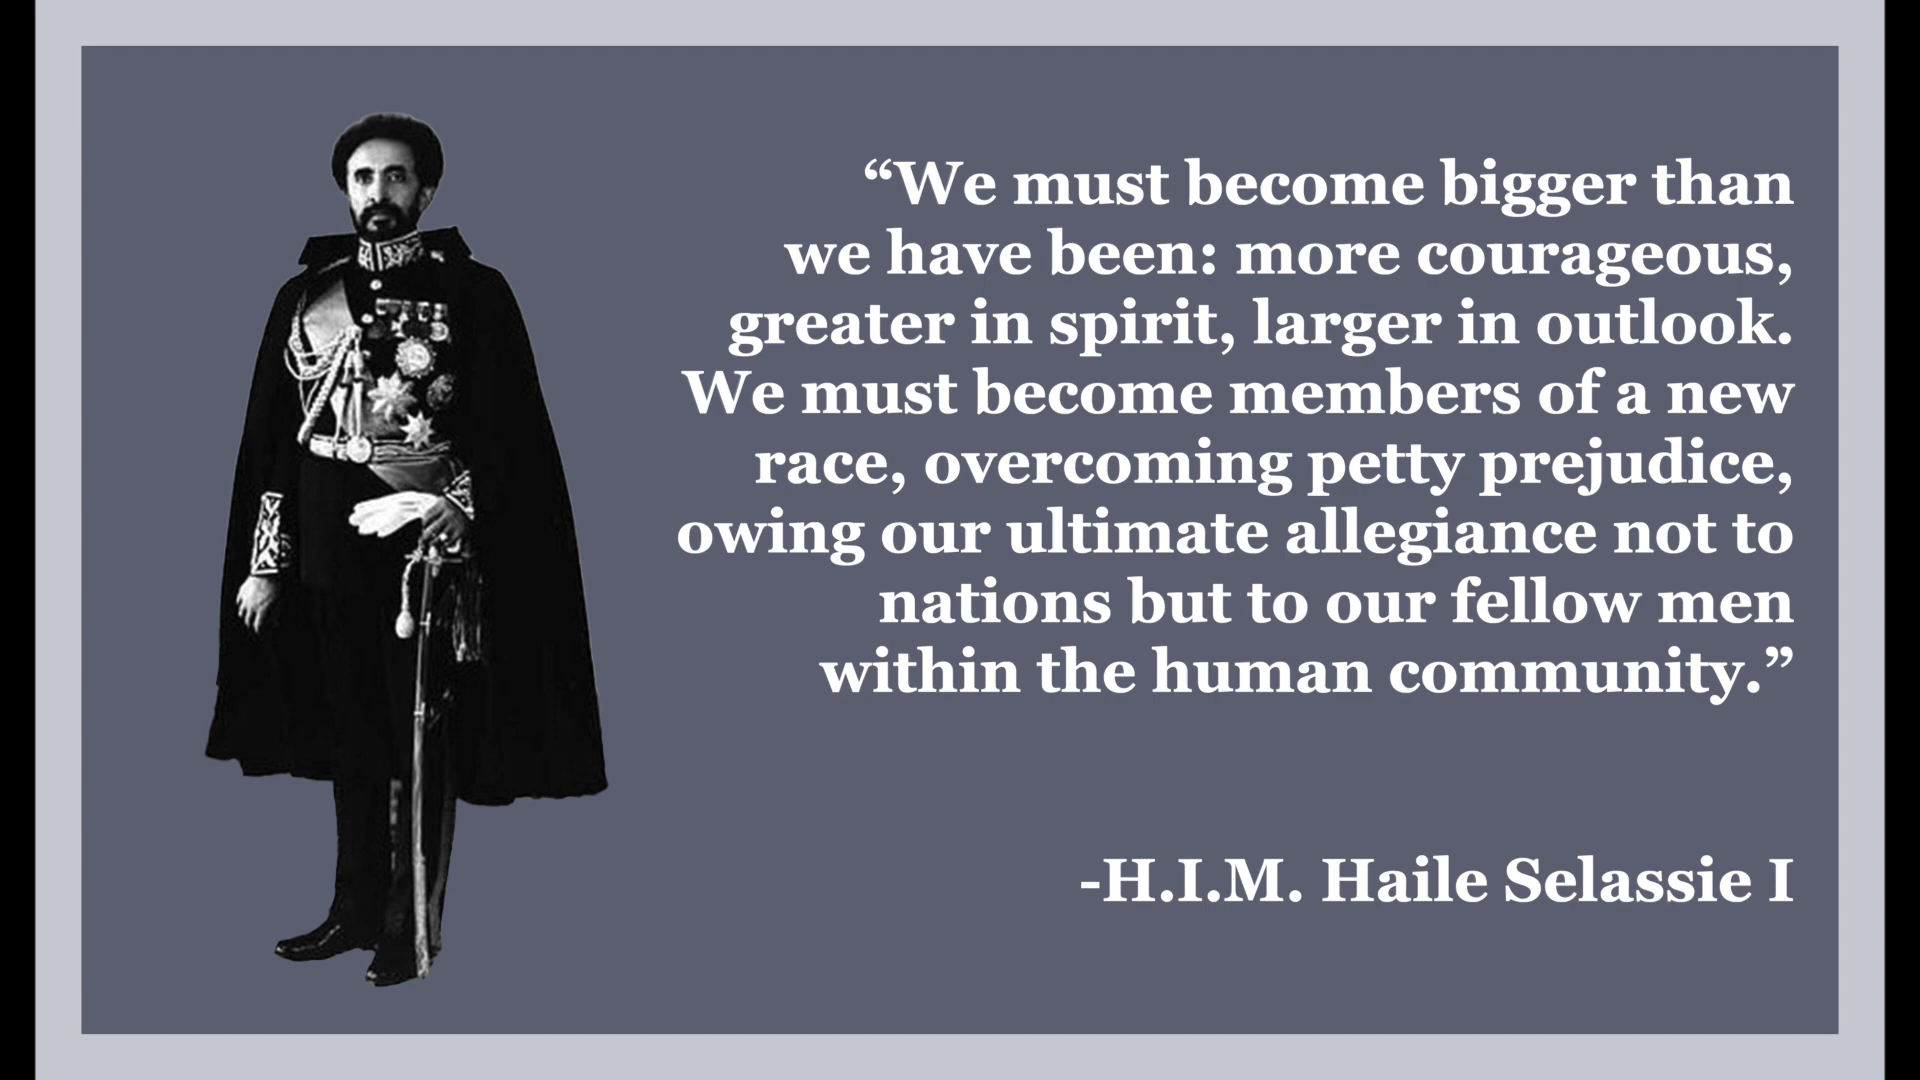 “We must become bigger than
we have been: more courageous,
greater in spirit, larger in outlook.
We must become members of a new
race, overcoming petty prejudice,
owing our ultimate allegiance not to
nations but to our fellow men
within the human community.”
-H.I.M. Haile Selassie I